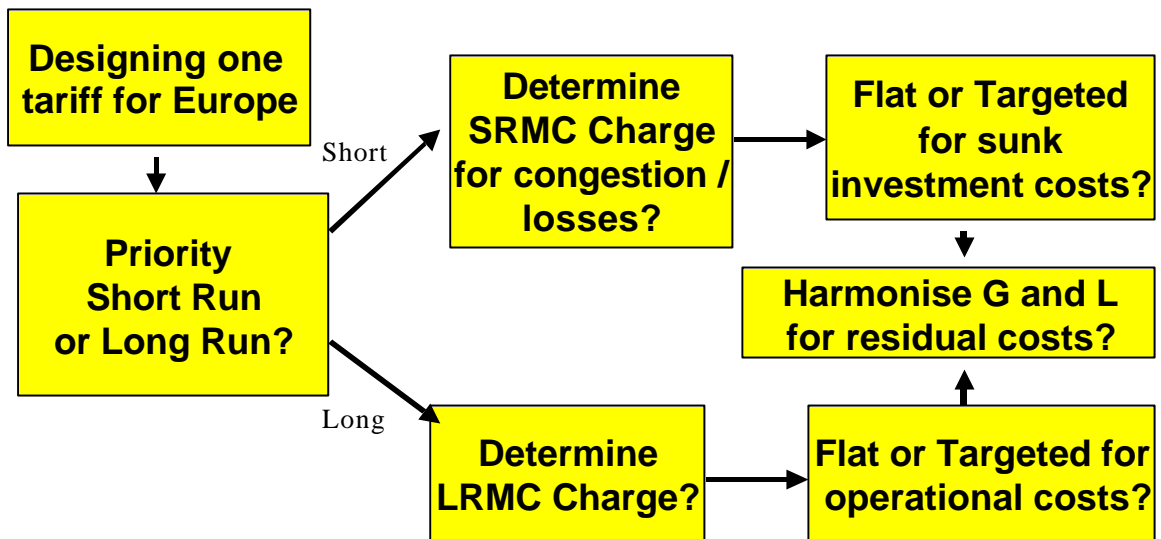 Designing one
tariff for Europe
Priority
Short Run
or Long Run?
Short
Long
Determine
SRMC Charge
for congestion /
losses?
Flat or Targeted
for sunk
investment costs?
Harmonise G and L
for residual costs?
Determine
LRMC Charge?
Flat or Targeted for
operational costs?